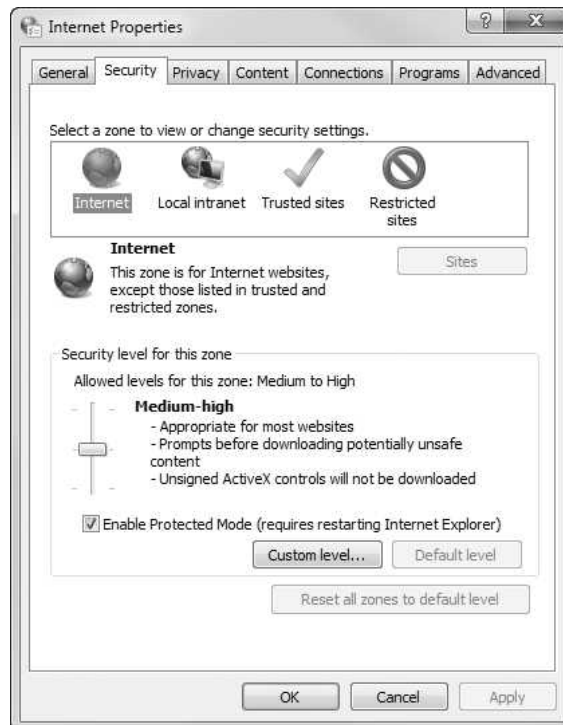 Internet Properties
General Security Privacy Content Connections Programs Advanced
Select a zone to view or change security settings.
Internet Local intranet Trusted sites Restricted
sites
Internet
Sites
This zone is for Internet websites,
except those listed in trusted and
restricted zones.
Security level for this zone
Allowed levels for this zone: Medium to High
Medium-high
- Appropriate for most websites
- Prompts before downloading potentially unsafe
content
- Unsigned ActiveX controls will not be downloaded
Enable Protected Mode (requires restarting Internet Explorer)
Custom level... Default level
Reset all zones to default level
OK Cancel Apply